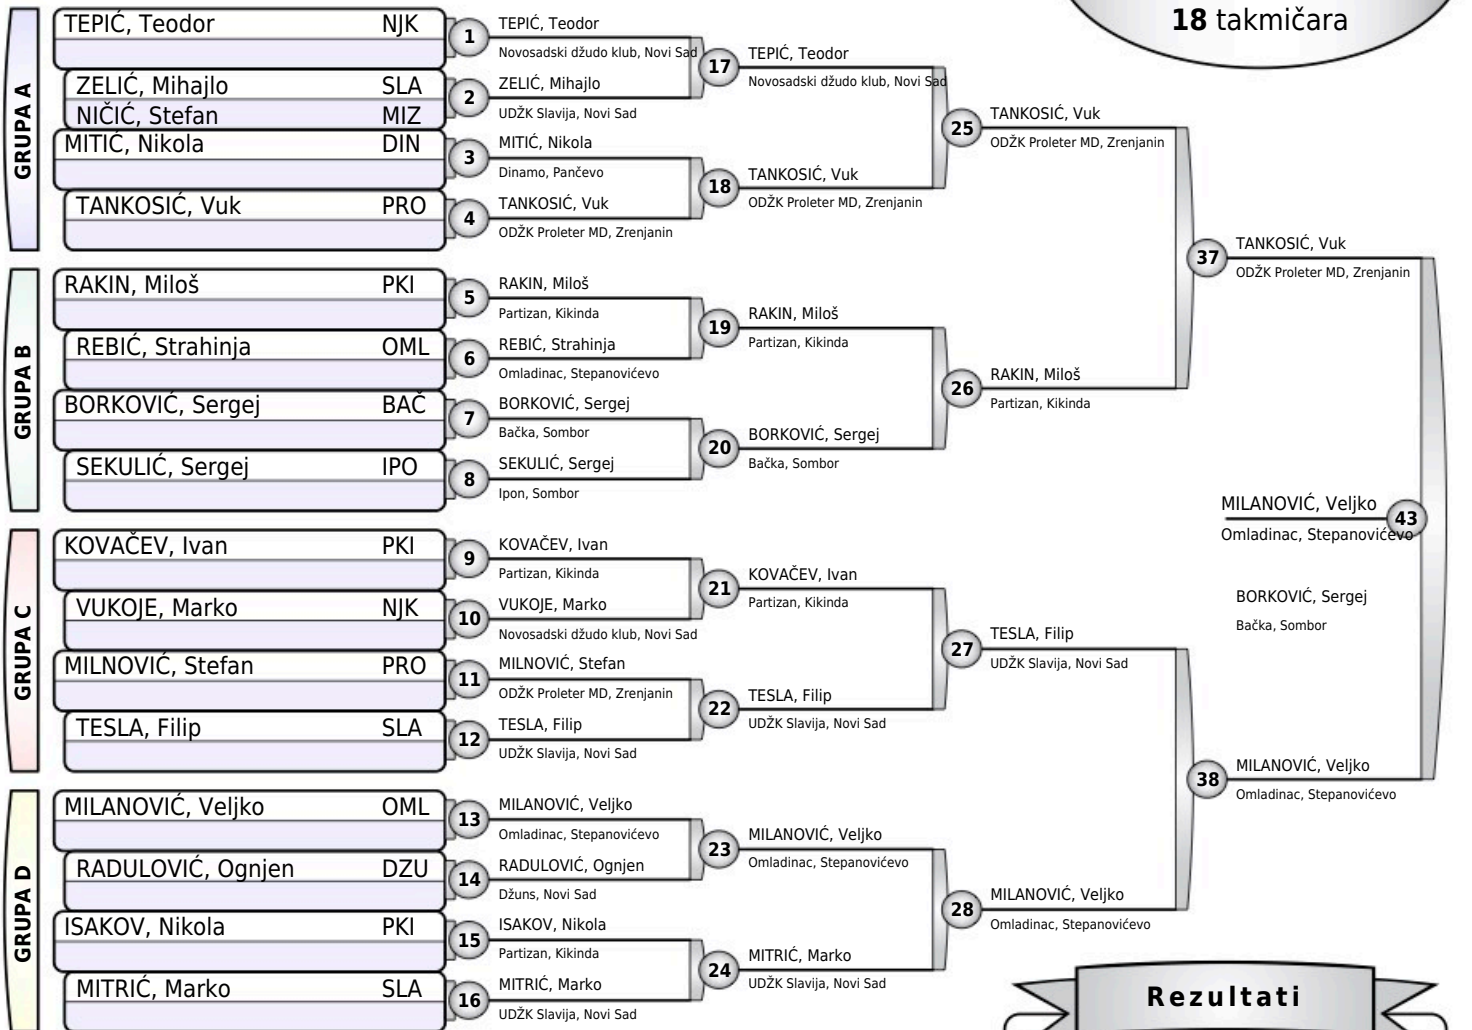 18 takmičara
GRUPA A
TEPIĆ, Teodor NJK
ZELIĆ, Mihajlo SLA
NIČIĆ, Stefan MIZ
MITIĆ, Nikola DIN
TANKOSIĆ, Vuk PRO
GRUPA B
RAKIN, Miloš PKI
REBIĆ, Strahinja OML
BORKOVIĆ, Sergej BAČ
SEKULIĆ, Sergej IPO
GRUPA C
KOVAČEV, Ivan PKI
VUKOJE, Marko NJK
MILNOVIĆ, Stefan PRO
TESLA, Filip SLA
GRUPA D
MILANOVIĆ, Veljko OML
RADULOVIĆ, Ognjen DZU
ISAKOV, Nikola PKI
MITRIĆ, Marko SLA
1
TEPIĆ, Teodor
Novosadski džudo klub, Novi Sad
2
ZELIĆ, Mihajlo
UDŽK Slavija, Novi Sad
3
MITIĆ, Nikola
Dinamo, Pančevo
4
TANKOSIĆ, Vuk
ODŽK Proleter MD, Zrenjanin
5
RAKIN, Miloš
Partizan, Kikinda
6
REBIĆ, Strahinja
Omladinac, Stepanovićevo
7
BORKOVIĆ, Sergej
Bačka, Sombor
8
SEKULIĆ, Sergej
Ipon, Sombor
9
KOVAČEV, Ivan
Partizan, Kikinda
10
VUKOJE, Marko
Novosadski džudo klub, Novi Sad
11
MILNOVIĆ, Stefan
ODŽK Proleter MD, Zrenjanin
12
TESLA, Filip
UDŽK Slavija, Novi Sad
13
MILANOVIĆ, Veljko
Omladinac, Stepanovićevo
14
RADULOVIĆ, Ognjen
Džuns, Novi Sad
15
ISAKOV, Nikola
Partizan, Kikinda
16
MITRIĆ, Marko
UDŽK Slavija, Novi Sad
17
TEPIĆ, Teodor
Novosadski džudo klub, Novi Sad
18
TANKOSIĆ, Vuk
ODŽK Proleter MD, Zrenjanin
19
RAKIN, Miloš
Partizan, Kikinda
20
BORKOVIĆ, Sergej
Bačka, Sombor
21
KOVAČEV, Ivan
Partizan, Kikinda
22
TESLA, Filip
UDŽK Slavija, Novi Sad
23
MILANOVIĆ, Veljko
Omladinac, Stepanovićevo
24
MITRIĆ, Marko
UDŽK Slavija, Novi Sad
25
TANKOSIĆ, Vuk
ODŽK Proleter MD, Zrenjanin
26
RAKIN, Miloš
Partizan, Kikinda
27
TESLA, Filip
UDŽK Slavija, Novi Sad
28
MILANOVIĆ, Veljko
Omladinac, Stepanovićevo
37
TANKOSIĆ, Vuk
ODŽK Proleter MD, Zrenjanin
38
MILANOVIĆ, Veljko
Omladinac, Stepanovićevo
43
MILANOVIĆ, Veljko
Omladinac, Stepanovićevo
BORKOVIĆ, Sergej
Bačka, Sombor
Rezultati